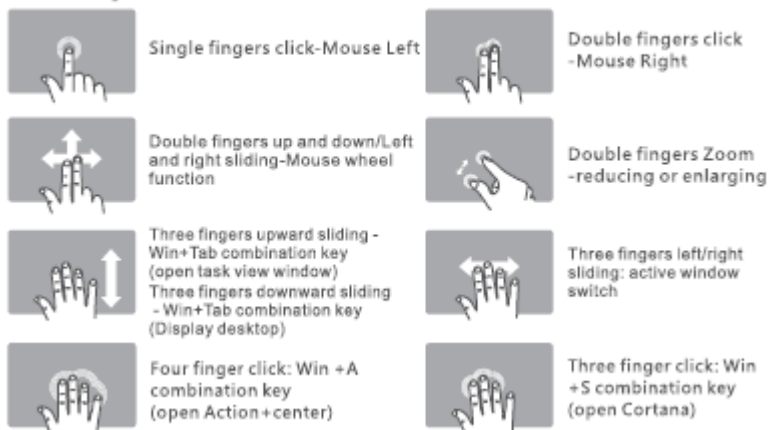 Single fingers click-Mouse Left
Double fingers click
-Mouse Right
Double fingers up and down/Left
and right sliding-Mouse wheel
function
Double fingers Zoom
-reducing or enlarging
Three fingers upward sliding -
Win+Tab combination key
(open task view window)
Three fingers downward sliding
- Win+Tab combination key
(Display desktop)
Three fingers left/right
sliding: active window
switch
Four finger click: Win +A
combination key
(open Action+center)
Three finger click: Win
+S combination key
(open Cortana)